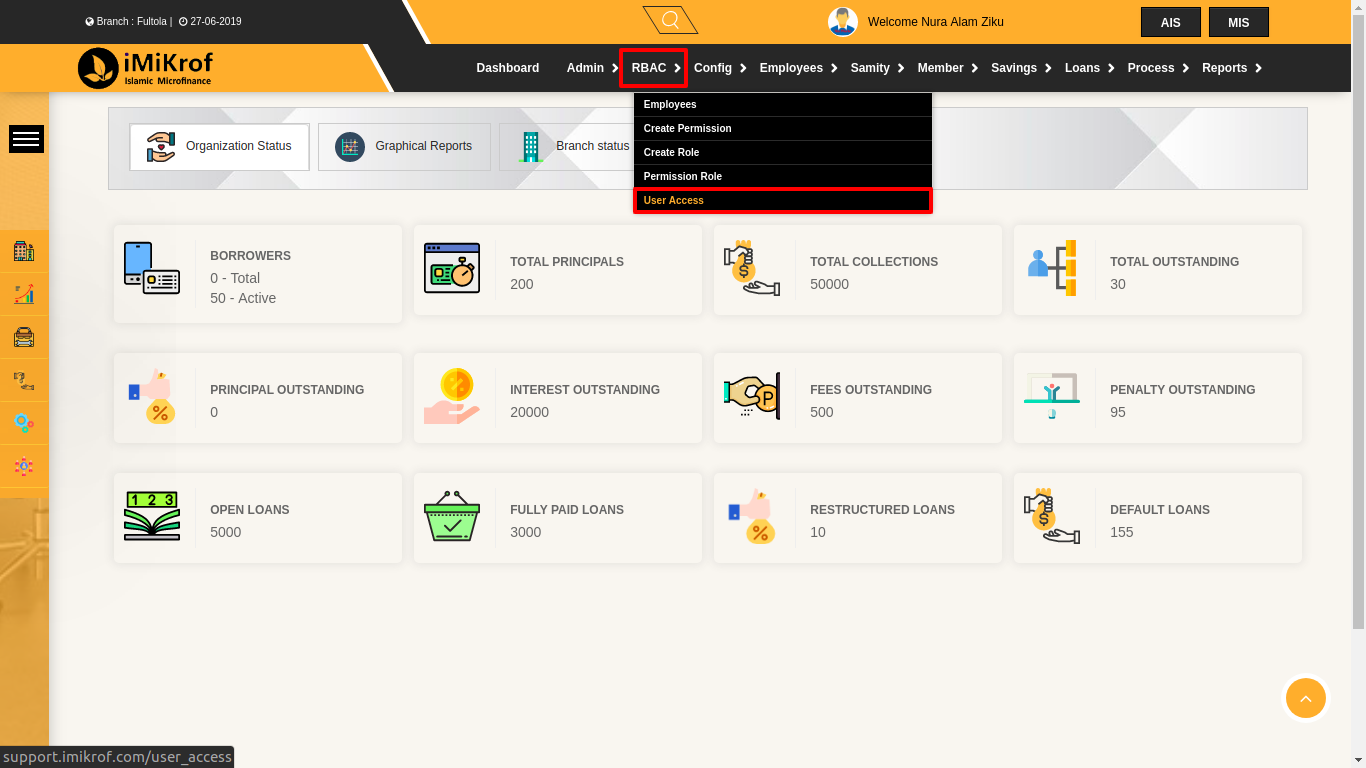 Branch : Fultola | 27-06-2019
Welcome Nura Alam Ziku
AIS
MIS
iMiKrof
Islamic Microfinance
Dashboard
Admin
RBAC
Config
Employees
Samity
Member
Savings
Loans
Process
Reports
Employees
Create Permission
Create Role
Permission Role
User Access
Organization Status
Graphical Reports
Branch status
BORROWERS
0 - Total
50 - Active
TOTAL PRINCIPALS
200
TOTAL COLLECTIONS
50000
TOTAL OUTSTANDING
30
PRINCIPAL OUTSTANDING
0
INTEREST OUTSTANDING
20000
FEES OUTSTANDING
500
PENALTY OUTSTANDING
95
1 2 3
OPEN LOANS
5000
FULLY PAID LOANS
3000
RESTRUCTURED LOANS
10
DEFAULT LOANS
155
support.imikrof.com/user_access